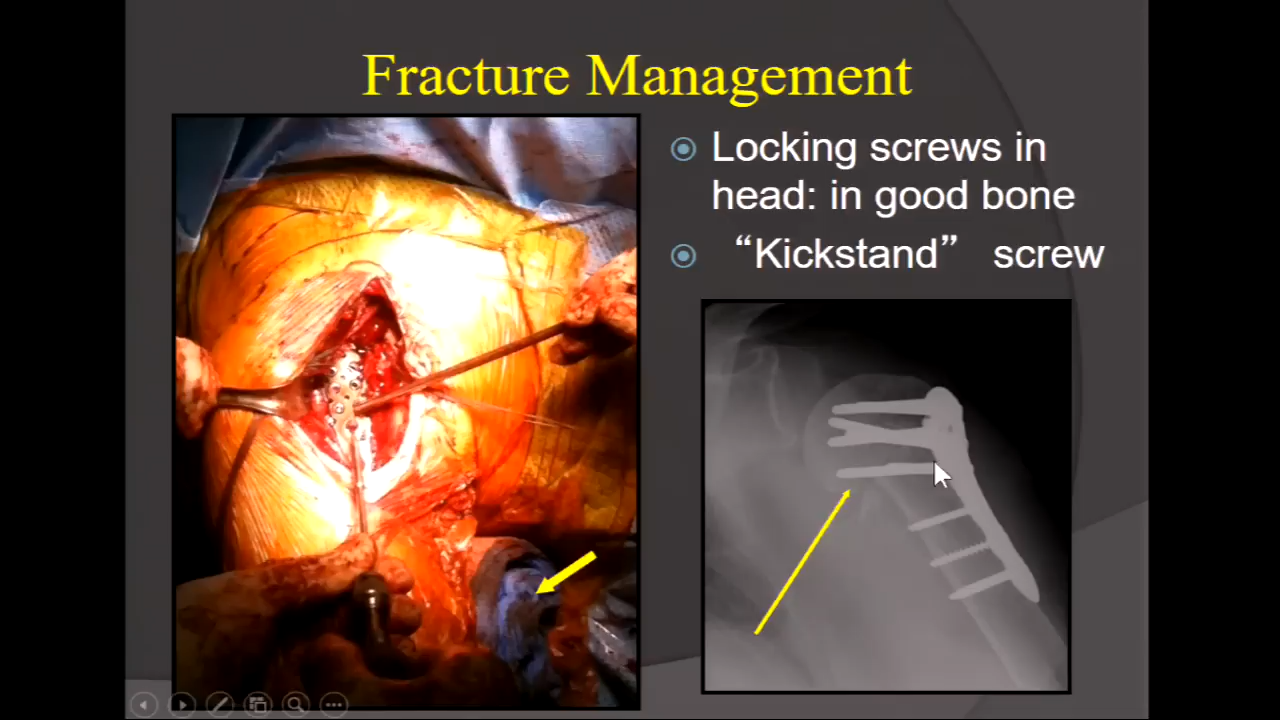 Fracture Management
Locking screws in
head: in good bone
“Kickstand” screw